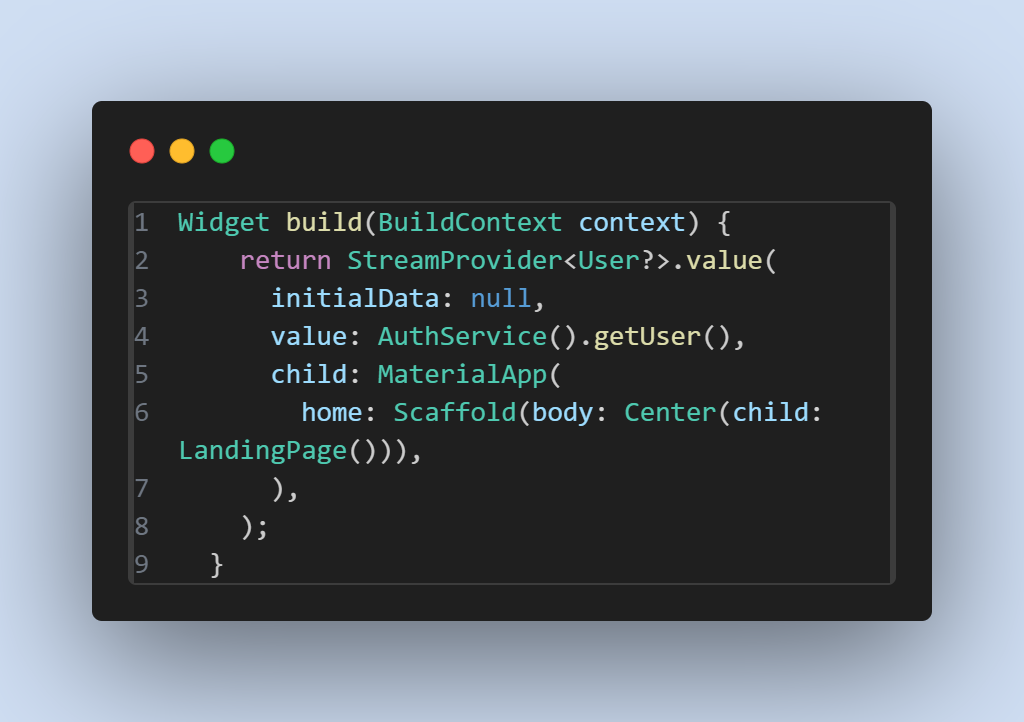 1 Widget build(BuildContext context) {
2     return StreamProvider<User?>.value(
3       initialData: null,
4       value: AuthService().getUser(),
5       child: MaterialApp(
6         home: Scaffold(body: Center(child:
LandingPage())),
7       ),
8     );
9   }